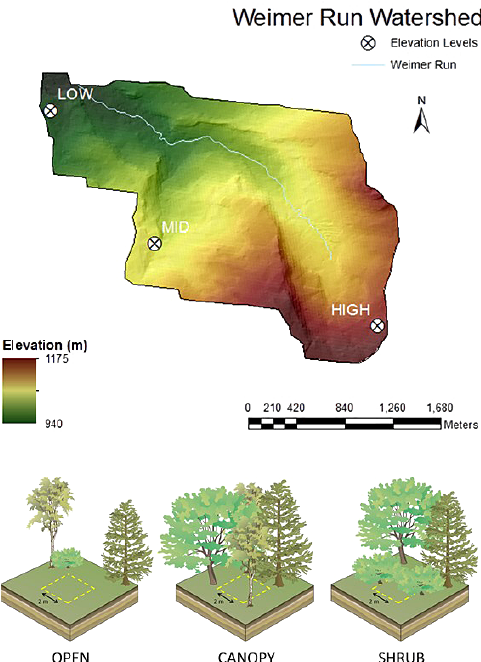 Weimer Run Watershed
Elevation Levels
Weimer Run
N
LOW
MID
HIGH
Elevation (m)
1175
940
0 210 420 840 1,260 1,680
Meters
2 m
2 m
2 m
OPEN
CANOPY
SHRUB